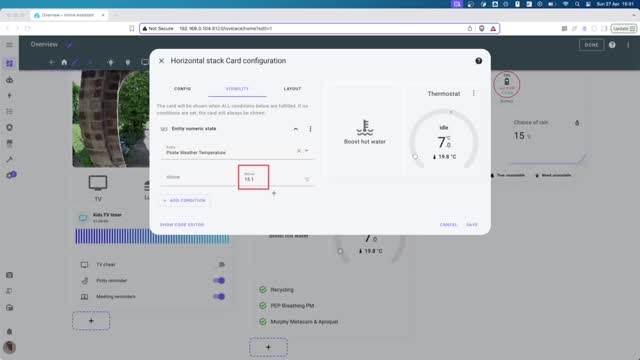 Overview – Home Assistant
Sun 27 Apr 15:01
Not Secure 192.168.0.104:8123/lovelace/home?edit=1
Update
Overview
DONE
Horizontal stack Card configuration
CONFIG VISIBILITY LAYOUT
The card will be shown when ALL conditions below are fulfilled. If no
conditions are set, the card will always be shown.
Entity numeric state
Entity
Pirate Weather Temperature
Above
15.1
°C
+ ADD CONDITION
SHOW CODE EDITOR
CANCEL SAVE
Boost hot water
Thermostat
Idle
7.0 °C
19.8 °C
Chance of rain
15 %
TV
Kids TV timer
TV cheat
Potty reminder
Meeting reminders
Boost hot water
7.0
19.8 °C
Recycling
PEP Breathing PM
Morphy Metacam & Apoquel